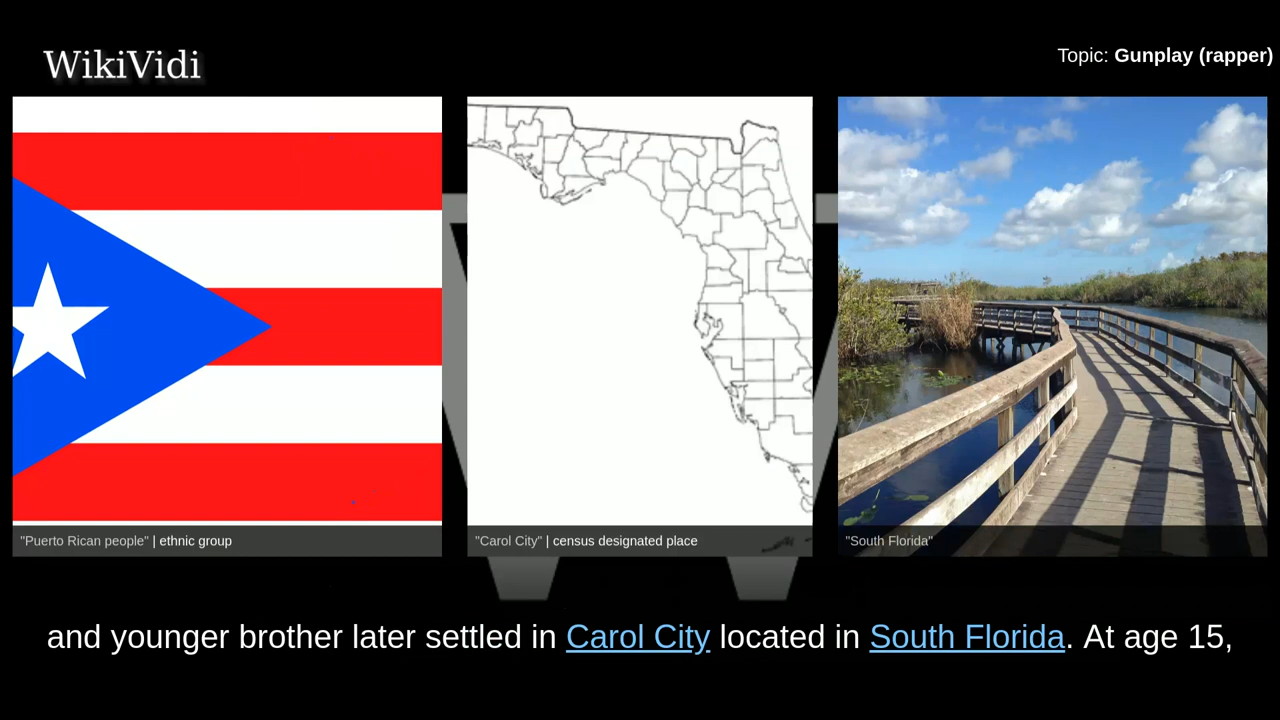 WikiVidi
Topic: Gunplay (rapper)
"Puerto Rican people" | ethnic group
"Carol City" | census designated place
"South Florida"
and younger brother later settled in Carol City located in South Florida. At age 15,